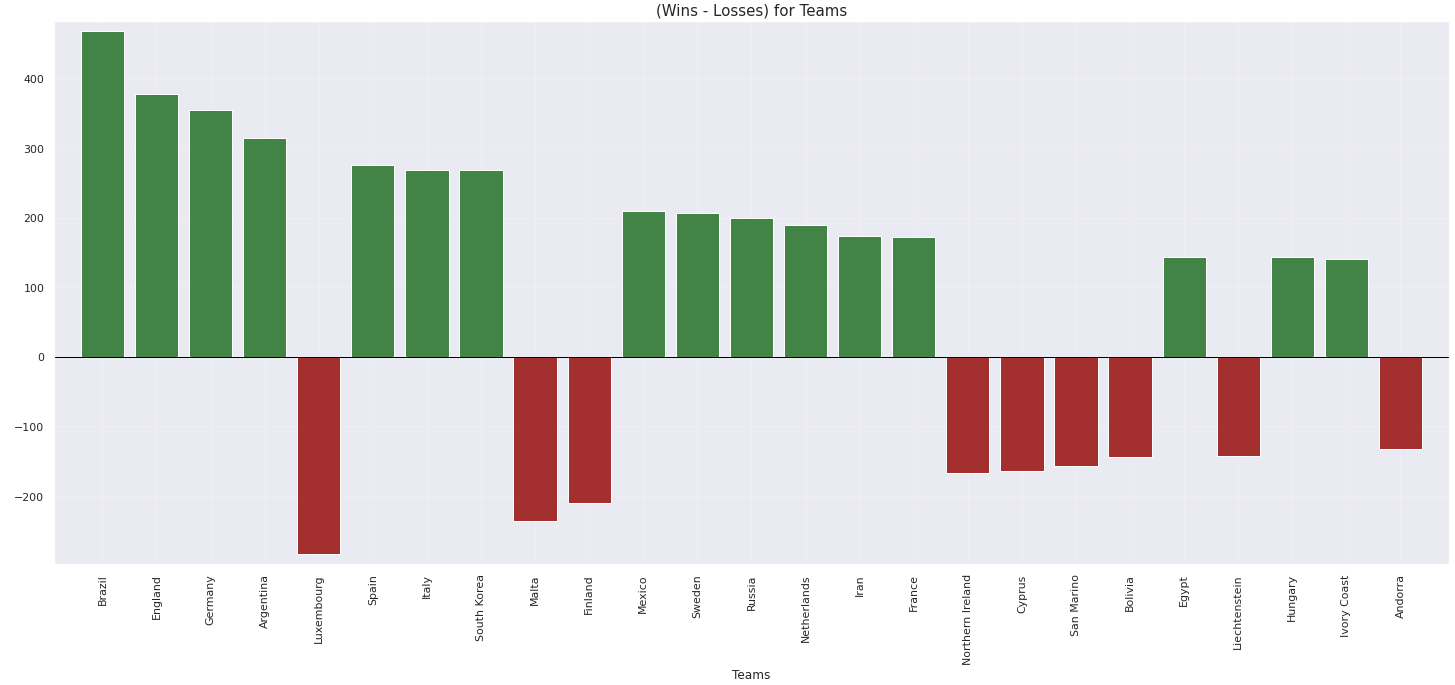 (Wins - Losses) for Teams
400
300
200
100
0
−100
−200
Brazil
England
Germany
Argentina
Luxembourg
Spain
Italy
South Korea
Malta
Finland
Mexico
Sweden
Russia
Netherlands
Iran
France
Northern Ireland
Cyprus
San Marino
Bolivia
Egypt
Liechtenstein
Hungary
Ivory Coast
Andorra
Teams